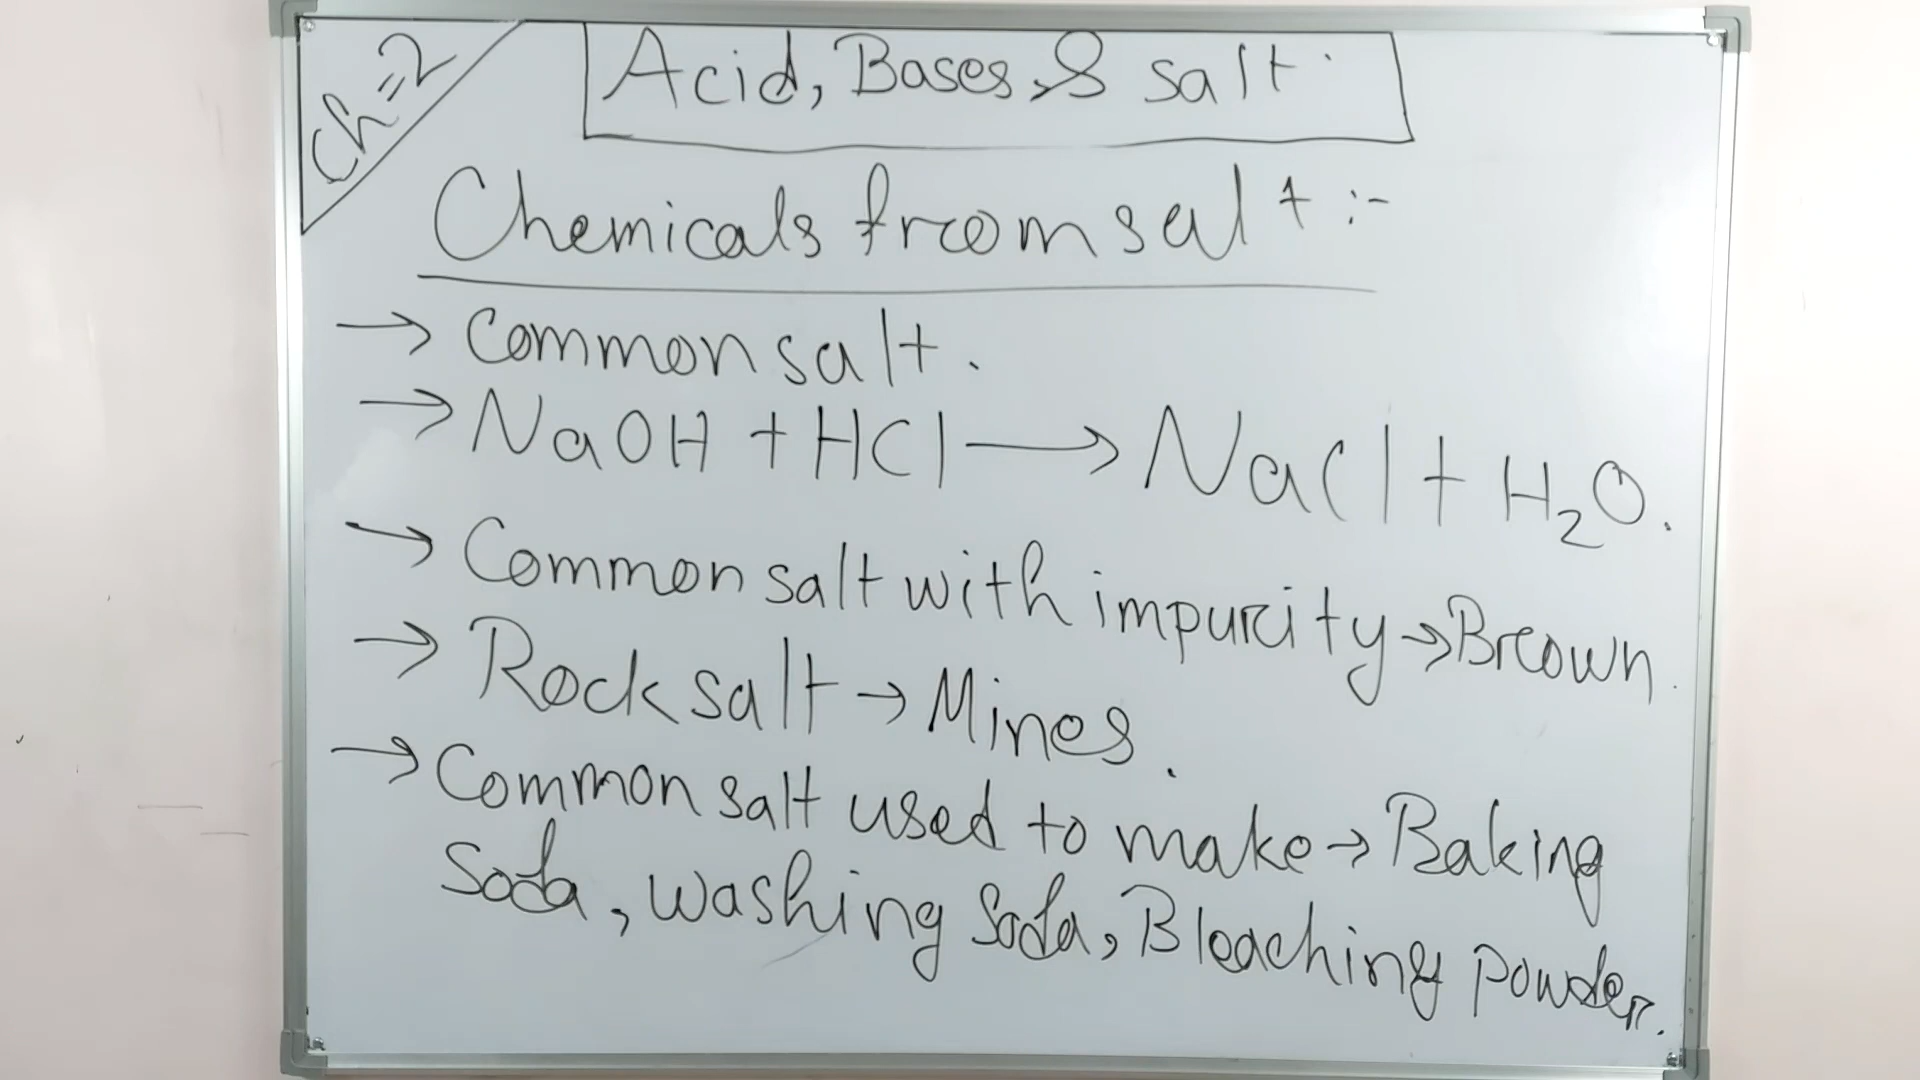 Ch=2
Acid, Bases, & salt.
Chemicals from salt :-
→ Common salt.
→ NaOH + HCl ⟶ NaCl + H₂O.
→ Common salt with impurity → Brown.
→ Rock salt → Mines.
→ Common salt used to make → Baking
Soda, Washing Soda, Bleaching powder.